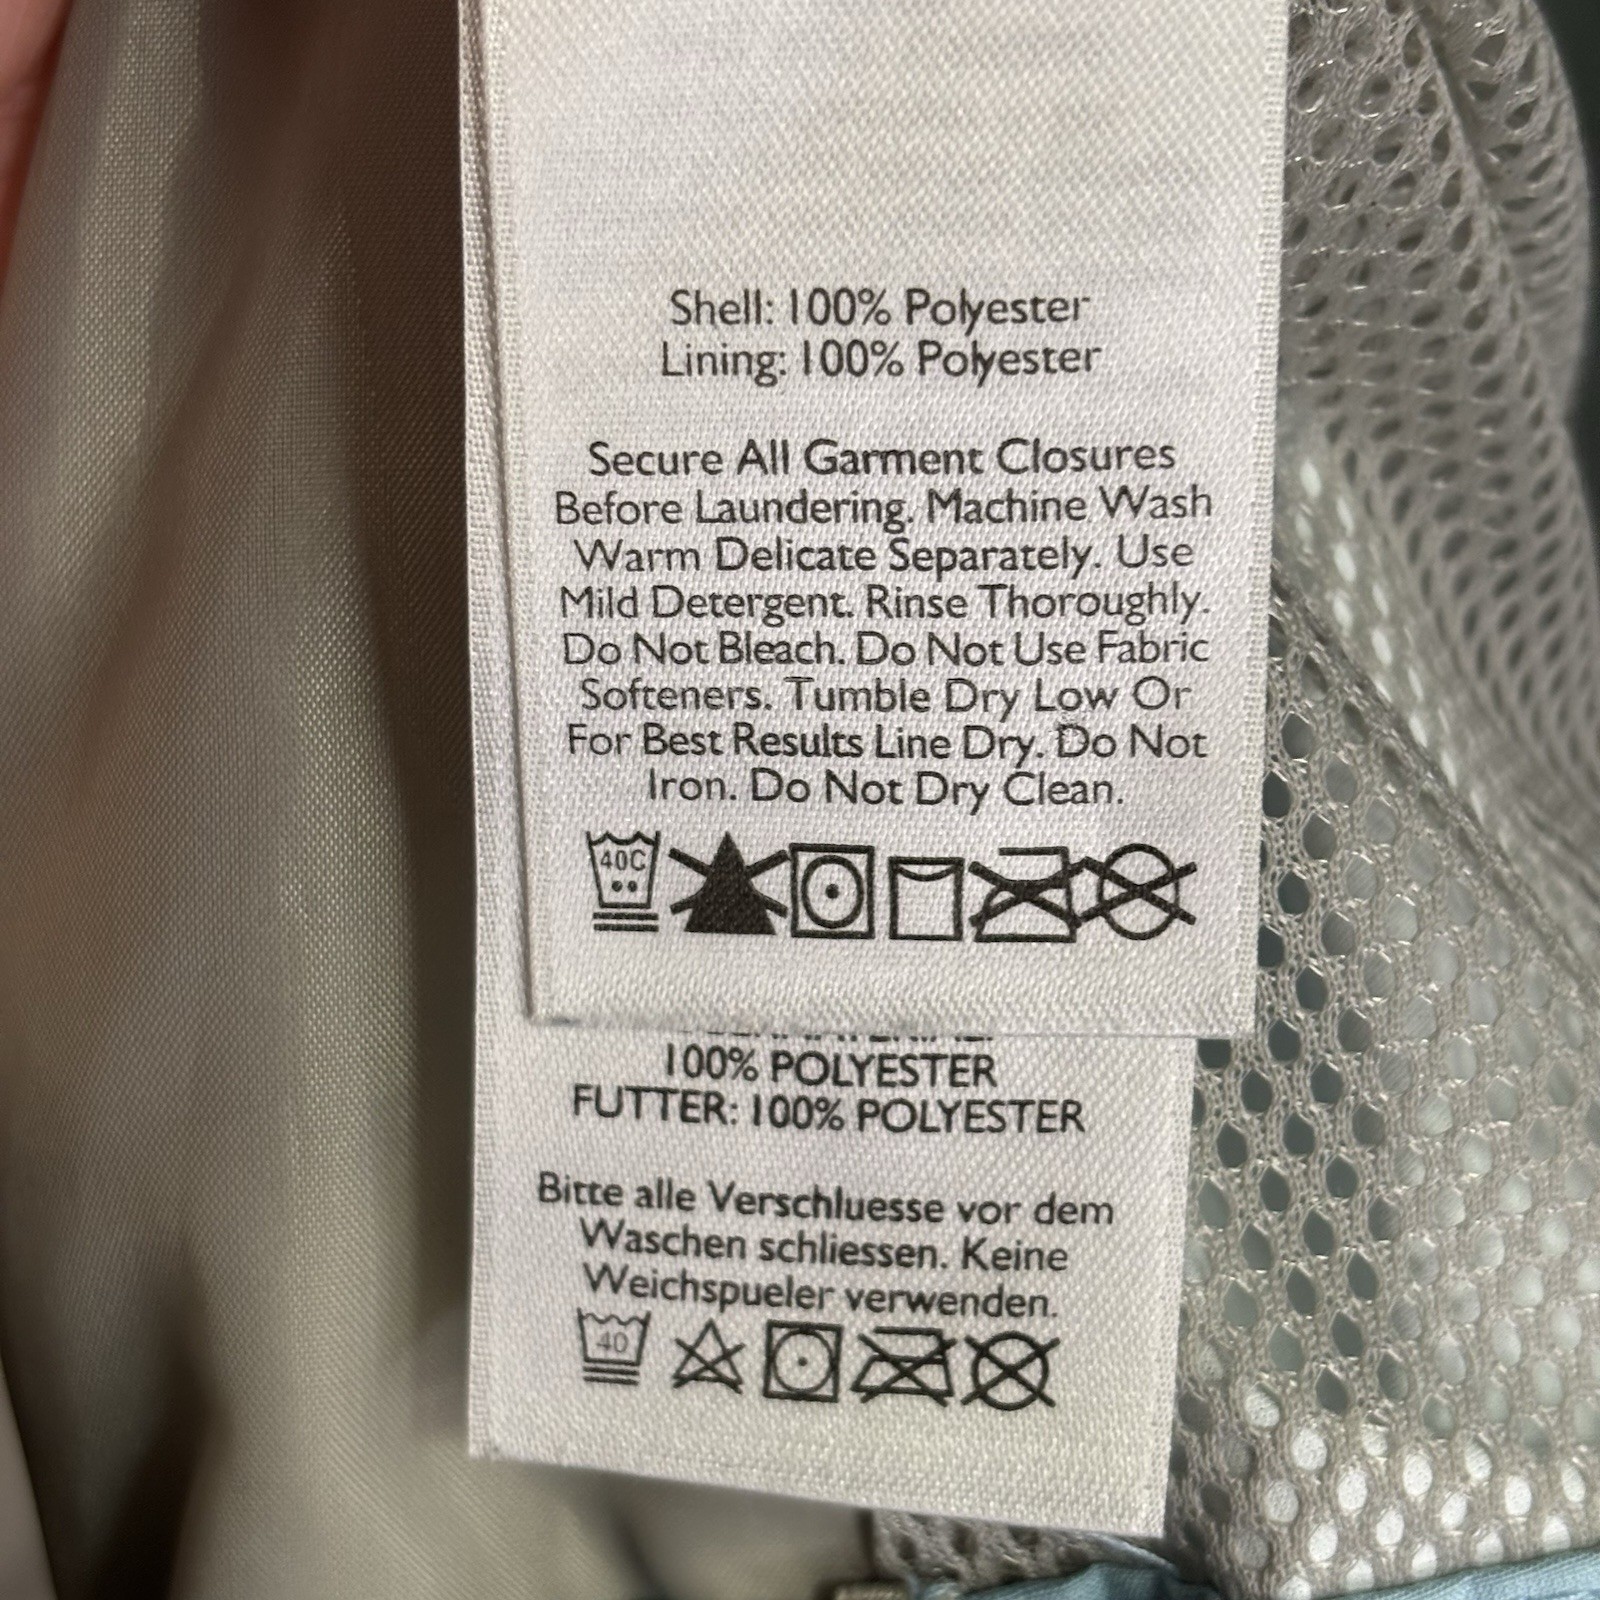 Shell: 100% Polyester
Lining: 100% Polyester
Secure All Garment Closures
Before Laundering. Machine Wash
Warm Delicate Separately. Use
Mild Detergent. Rinse Thoroughly.
Do Not Bleach. Do Not Use Fabric
Softeners. Tumble Dry Low Or
For Best Results Line Dry. Do Not
Iron. Do Not Dry Clean.
40C
100% POLYESTER
FUTTER: 100% POLYESTER
Bitte alle Verschluesse vor dem
Waschen schliessen. Keine
Weichspueler verwenden.
40